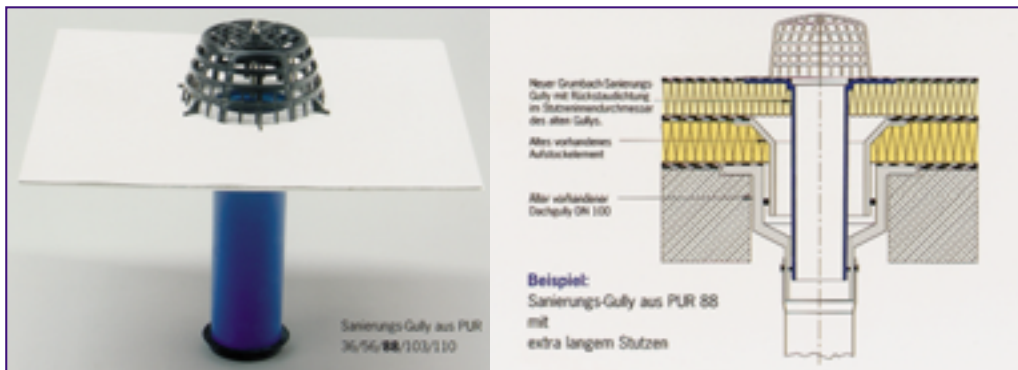 Sanierungs-Gully aus PUR
36/56/88/103/110
Neuer Grumbach Sanierungs-
Gully mit Rückstaudichtung
im Stutzeninnendurchmesser
des alten Gullys.
Altes vorhandenes
Aufstockelement
Alter vorhandener
Dachgully DN 100
Beispiel:
Sanierungs-Gully aus PUR 88
mit
extra langem Stutzen